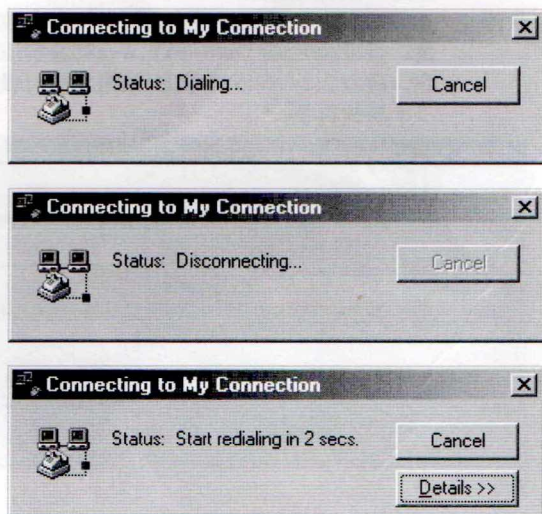 Connecting to My Connection
Status: Dialing...
Cancel
Connecting to My Connection
Status: Disconnecting...
Cancel
Connecting to My Connection
Status: Start redialing in 2 secs.
Cancel
Details >>